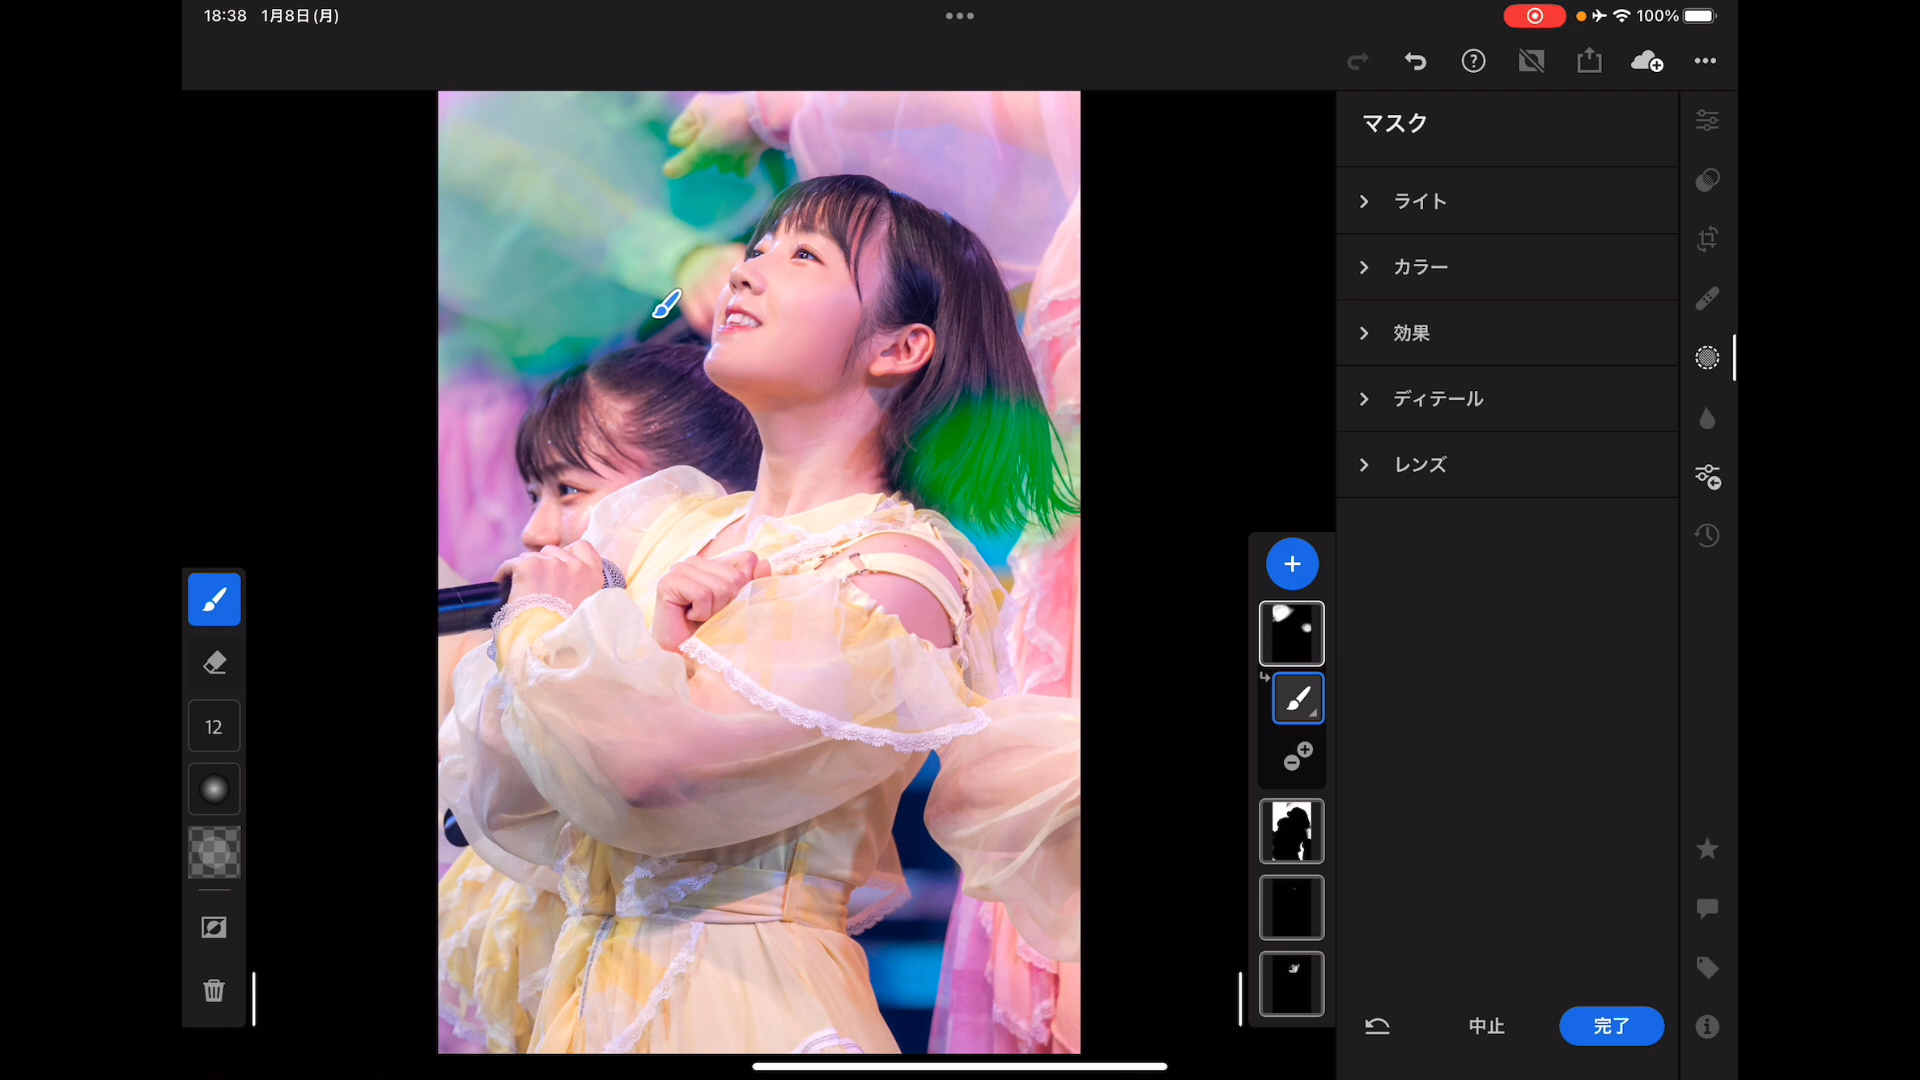 18:38 1月8日(月)
100%
マスク
ライト
カラー
効果
ディテール
レンズ
12
中止
完了